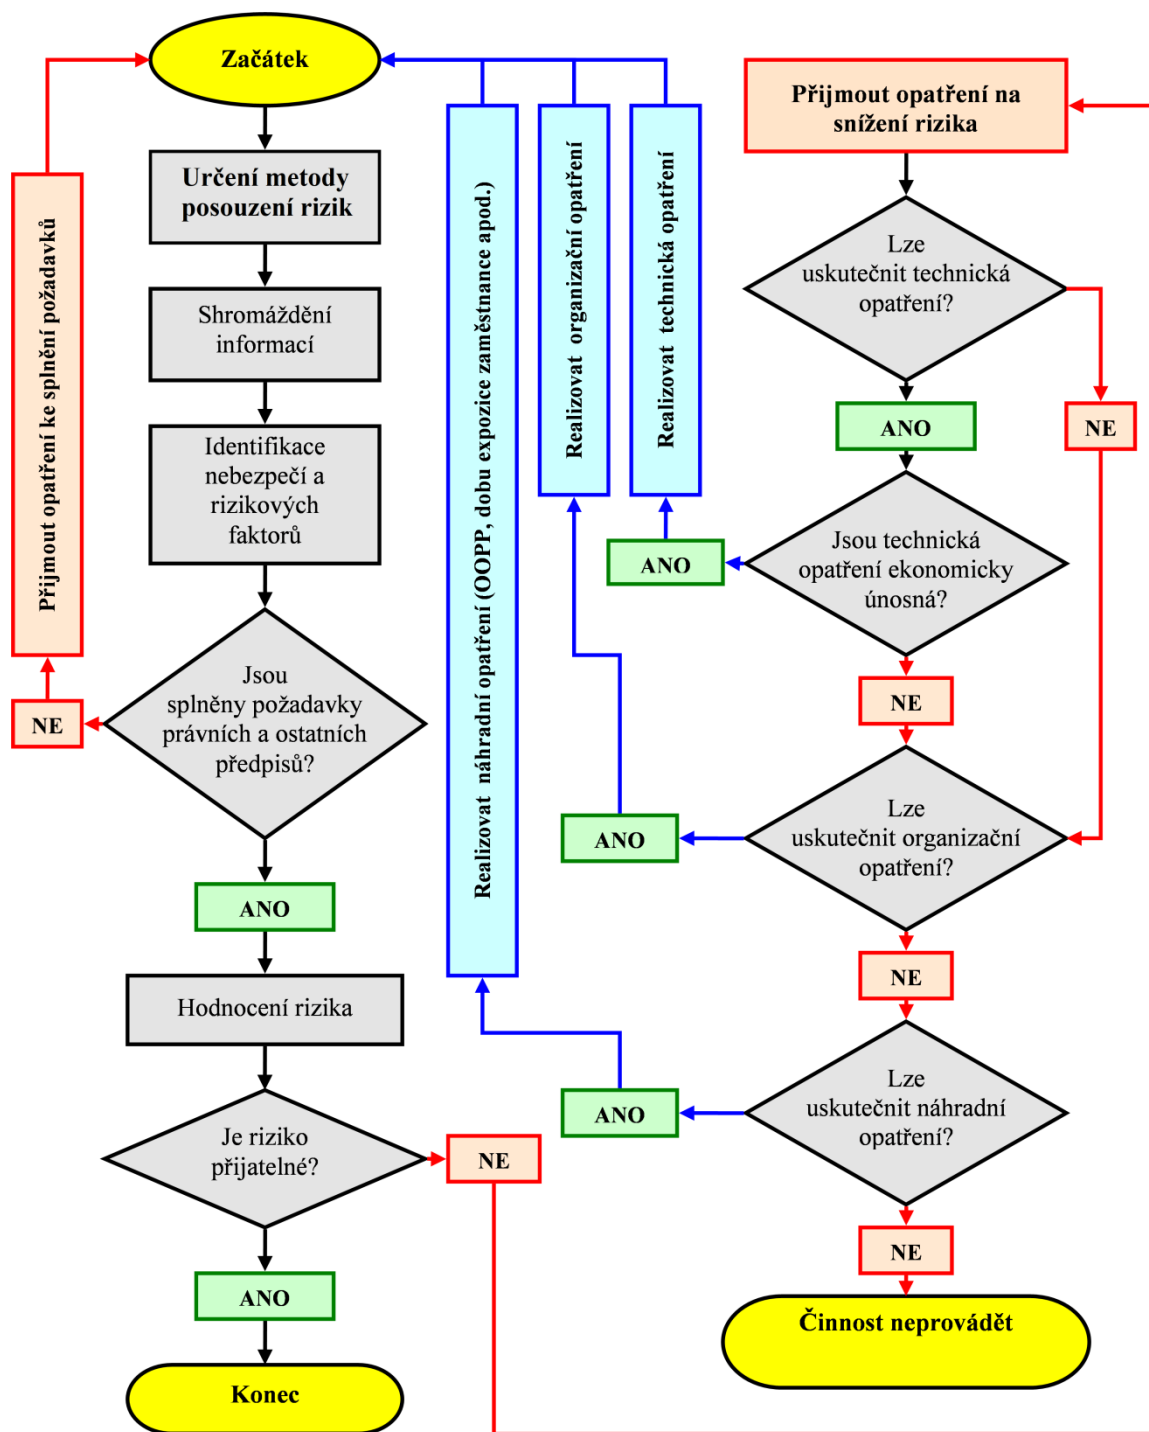 Začátek
Určení metody
posouzení rizik
Shromáždění
informací
Identifikace
nebezpečí a
rizikových
faktorů
Jsou
splněny požadavky
právních a ostatních
předpisů?
NE
Přijmout opatření ke splnění požadavků
ANO
Hodnocení rizika
Je riziko
přijatelné?
NE
ANO
Konec
Realizovat náhradní opatření (OOPP, dobu expozice zaměstnance apod.)
Realizovat organizační opatření
Realizovat technická opatření
Přijmout opatření na
snížení rizika
Lze
uskutečnit technická
opatření?
ANO
NE
Jsou technická
opatření ekonomicky
únosná?
ANO
NE
Lze
uskutečnit organizační
opatření?
ANO
NE
Lze
uskutečnit náhradní
opatření?
ANO
NE
Činnost neprovádět